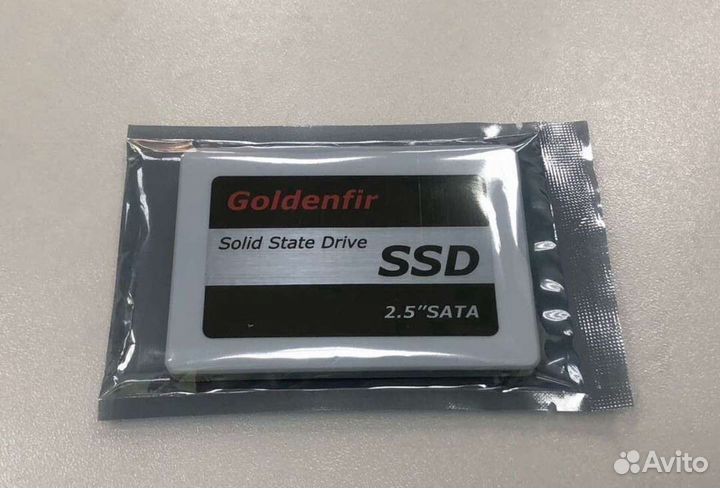 Goldenfir
Solid State Drive
SSD
2.5"SATA
Avito